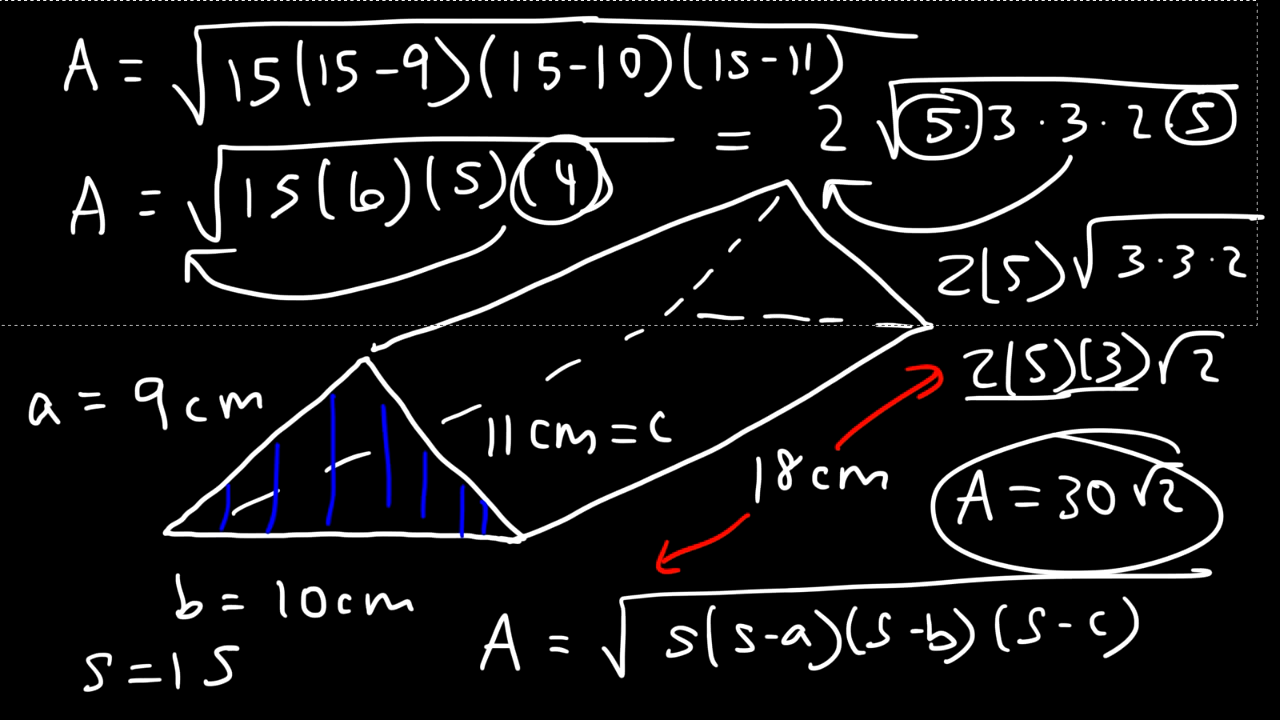 A = √15(15-9)(15-10)(15-11)
= 2 √5·3·3·2 5
A = √15(6)(5)(4)
2(5)√3·3·2
2(5)(3)√2
a = 9cm
11cm=c
18cm
A = 30√2
b = 10cm
A = √s(s-a)(s-b)(s-c)
s=15